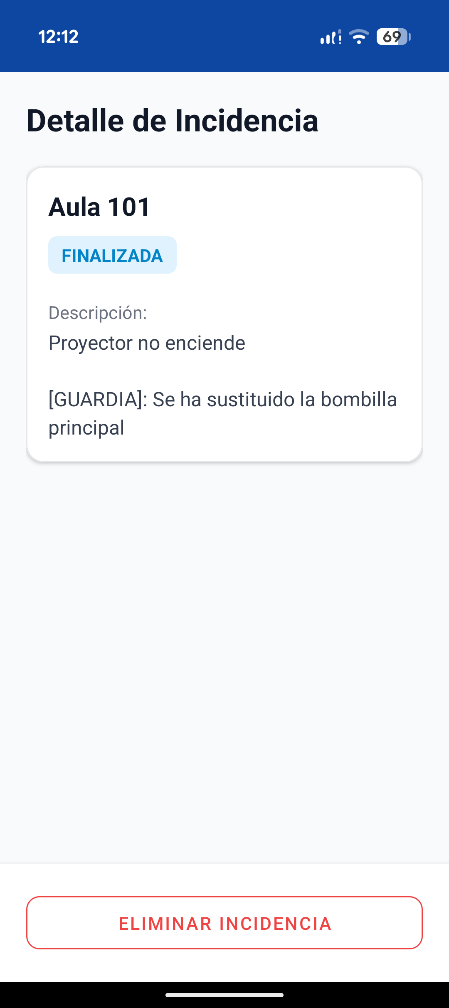 12:12
69
Detalle de Incidencia
Aula 101
FINALIZADA
Descripción:
Proyector no enciende
[GUARDIA]: Se ha sustituido la bombilla
principal
ELIMINAR INCIDENCIA